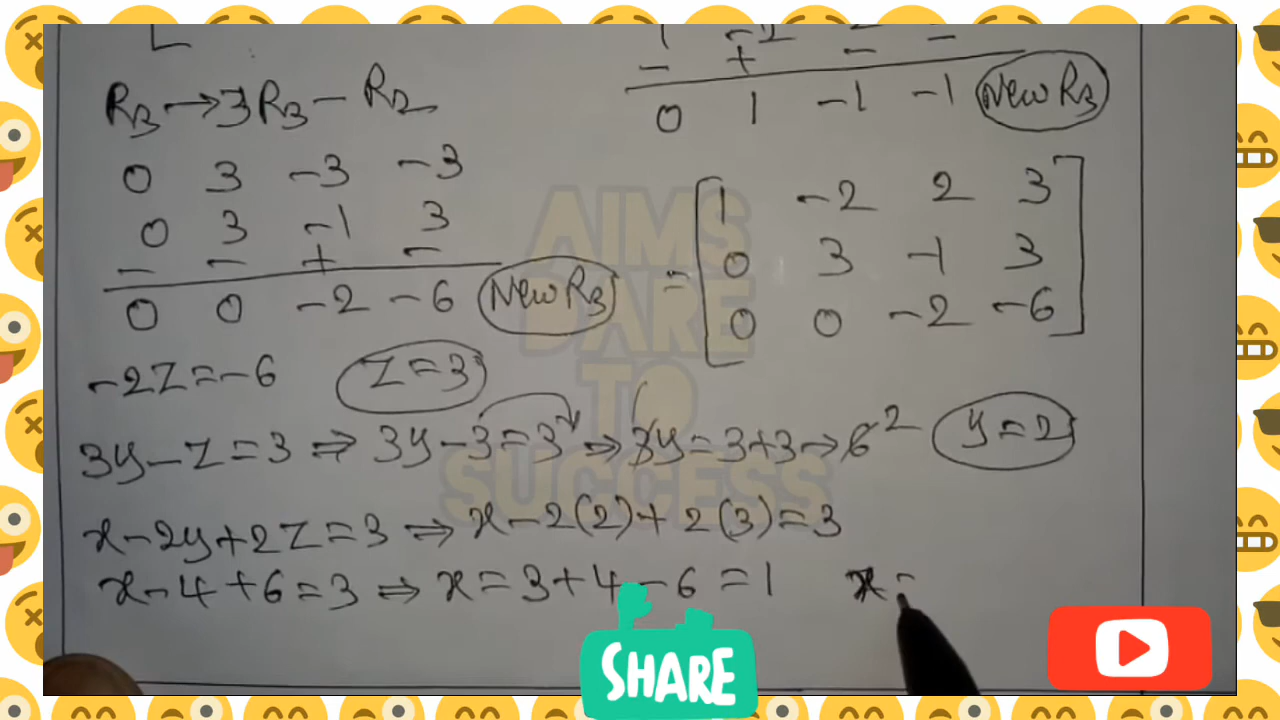 1 -2
- + - -
0 1 -1 -1 New R3
R3→3R3-R2
0 3 -3 -3
0 3 -1 3
- - + -
0 0 -2 -6 New R3
= 1 -2 2 3
0 3 -1 3
0 0 -2 -6
-2Z=-6 Z=3
3y-Z=3 ⇒ 3y-3=3 ⇒ 3y=3+3→6 2 y=2
x-2y+2Z=3 ⇒ x-2(2)+2(3)=3
x-4+6=3 ⇒ x=3+4-6=1 x=
AIMS
DARE
TO
SUCCESS
SHARE